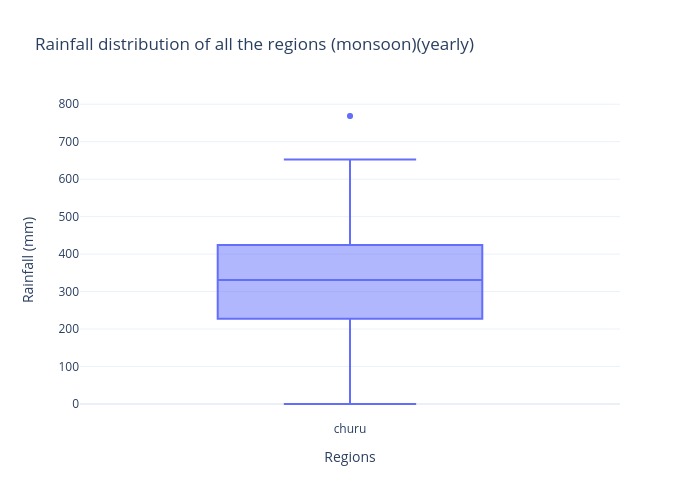 Rainfall distribution of all the regions (monsoon)(yearly)
800
700
600
500
400
300
200
100
0
Rainfall (mm)
churu
Regions